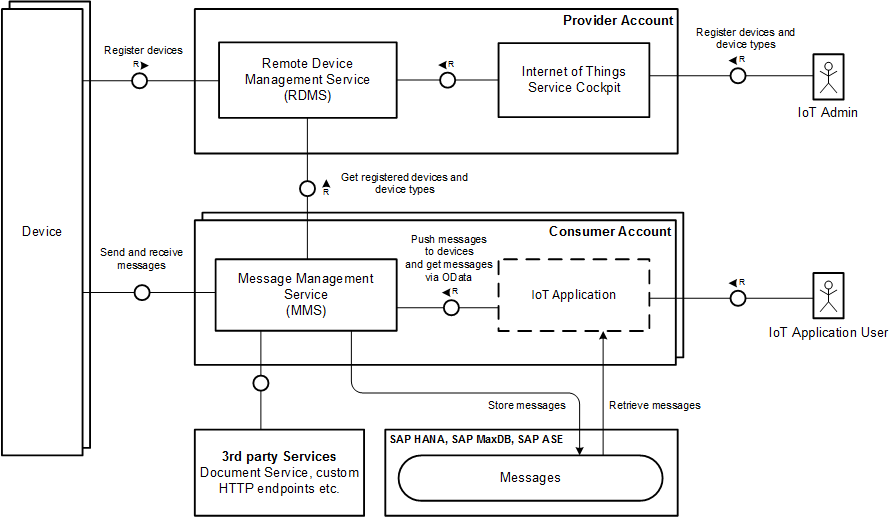 Provider Account
Register devices
R
Remote Device
Management Service
(RDMS)
R
Internet of Things
Service Cockpit
Register devices and
device types
R
IoT Admin
Get registered devices and
device types
R
Device
Consumer Account
Send and receive
messages
Message Management
Service
(MMS)
Push messages
to devices
and get messages
via OData
R
IoT Application
R
IoT Application User
Store messages
Retrieve messages
3rd party Services
Document Service, custom
HTTP endpoints etc.
SAP HANA, SAP MaxDB, SAP ASE
Messages